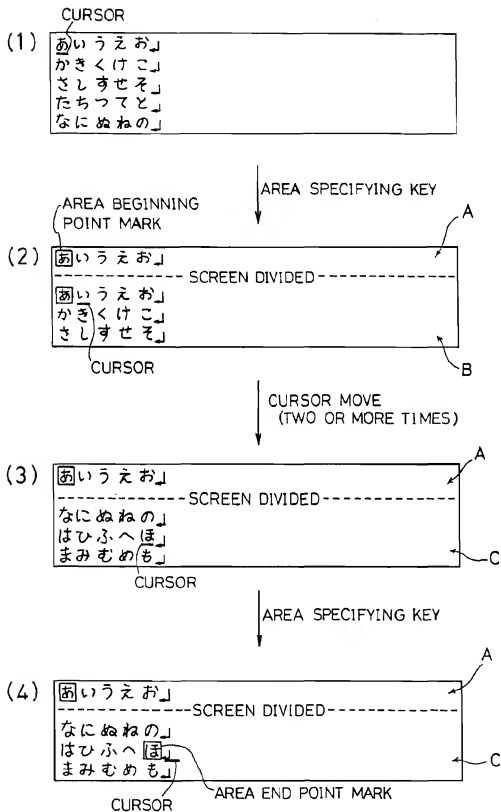 CURSOR
(1)
あいうえお↲
かきくけこ↲
さしすせそ↲
たちつてと↲
なにぬねの↲
AREA SPECIFYING KEY
AREA BEGINNING
POINT MARK
A
(2)
あいうえお↲
SCREEN DIVIDED
あいうえお↲
かきくけこ↲
さしすせそ↲
CURSOR
B
CURSOR MOVE
(TWO OR MORE TIMES)
A
(3)
あいうえお↲
SCREEN DIVIDED
なにぬねの↲
はひふへほ↲
まみむめも↲
CURSOR
C
AREA SPECIFYING KEY
A
(4)
あいうえお↲
SCREEN DIVIDED
なにぬねの↲
はひふへほ↲
まみむめも↲
C
AREA END POINT MARK
CURSOR